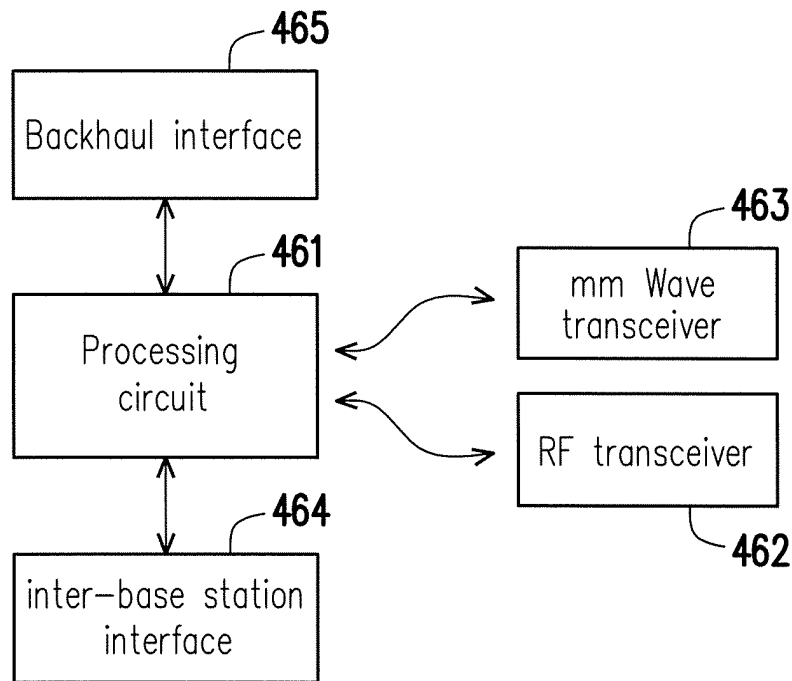 465
Backhaul interface
463
461
mm Wave
transceiver
Processing
circuit
RF transceiver
464
462
inter-base station
interface